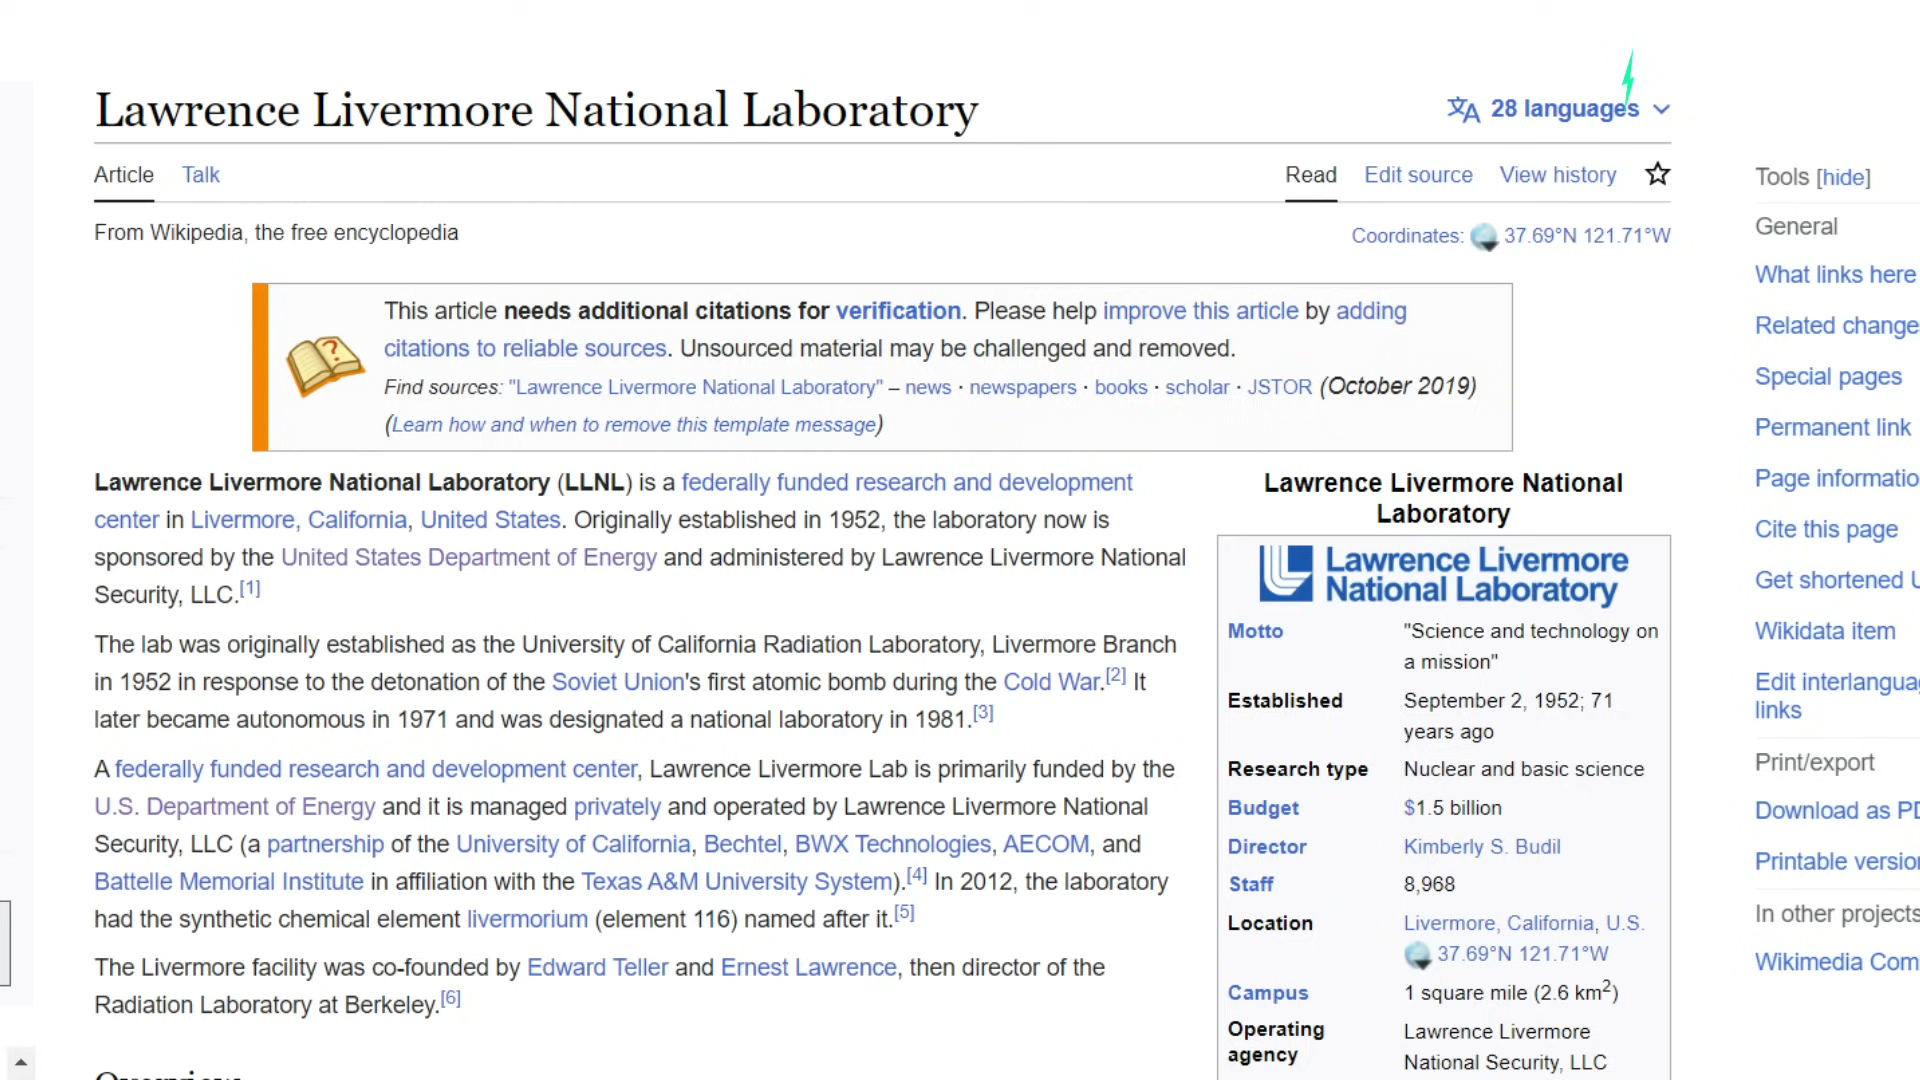 Lawrence Livermore National Laboratory
28 languages
Article Talk
Read Edit source View history
From Wikipedia, the free encyclopedia
Coordinates: 37.69°N 121.71°W
This article needs additional citations for verification. Please help improve this article by adding
citations to reliable sources. Unsourced material may be challenged and removed.
Find sources: "Lawrence Livermore National Laboratory" – news · newspapers · books · scholar · JSTOR (October 2019)
(Learn how and when to remove this template message)
Lawrence Livermore National Laboratory (LLNL) is a federally funded research and development
center in Livermore, California, United States. Originally established in 1952, the laboratory now is
sponsored by the United States Department of Energy and administered by Lawrence Livermore National
Security, LLC.[1]
The lab was originally established as the University of California Radiation Laboratory, Livermore Branch
in 1952 in response to the detonation of the Soviet Union's first atomic bomb during the Cold War.[2] It
later became autonomous in 1971 and was designated a national laboratory in 1981.[3]
A federally funded research and development center, Lawrence Livermore Lab is primarily funded by the
U.S. Department of Energy and it is managed privately and operated by Lawrence Livermore National
Security, LLC (a partnership of the University of California, Bechtel, BWX Technologies, AECOM, and
Battelle Memorial Institute in affiliation with the Texas A&M University System).[4] In 2012, the laboratory
had the synthetic chemical element livermorium (element 116) named after it.[5]
The Livermore facility was co-founded by Edward Teller and Ernest Lawrence, then director of the
Radiation Laboratory at Berkeley.[6]
Lawrence Livermore National
Laboratory
Lawrence Livermore
National Laboratory
Motto "Science and technology on
a mission"
Established September 2, 1952; 71
years ago
Research type Nuclear and basic science
Budget $1.5 billion
Director Kimberly S. Budil
Staff 8,968
Location Livermore, California, U.S.
37.69°N 121.71°W
Campus 1 square mile (2.6 km2)
Operating Lawrence Livermore
agency National Security, LLC
Tools [hide]
General
What links here
Related change
Special pages
Permanent link
Page informatio
Cite this page
Get shortened U
Wikidata item
Edit interlangua
links
Print/export
Download as PD
Printable versio
In other projects
Wikimedia Com